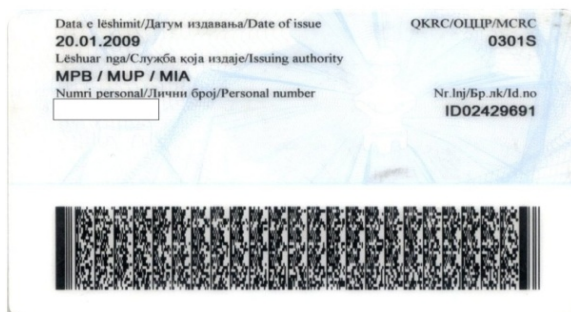 Data e lëshimit/Датум издавања/Date of issue QKRC/ОЦЦР/MCRC
20.01.2009 0301S
Lëshuar nga/Служба која издаје/Issuing authority
MPB / MUP / MIA
Numri personal/Лични број/Personal number Nr.lnj/Бр.лк/Id.no
ID02429691